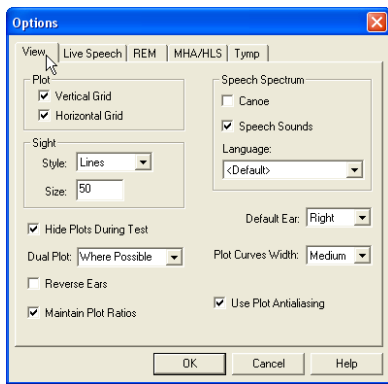 Options
View Live Speech REM MHA/HLS Tymp
Plot
Vertical Grid
Horizontal Grid
Sight
Style: Lines
Size: 50
Hide Plots During Test
Dual Plot: Where Possible
Reverse Ears
Maintain Plot Ratios
Speech Spectrum
Canoe
Speech Sounds
Language:
<Default>
Default Ear: Right
Plot Curves Width: Medium
Use Plot Antialiasing
OK Cancel Help